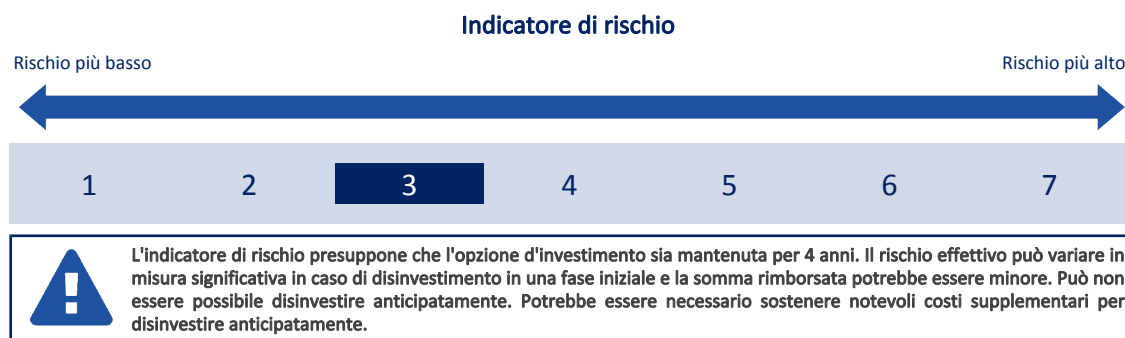 Indicatore di rischio
Rischio più basso
Rischio più alto
1 2 3 4 5 6 7
L'indicatore di rischio presuppone che l'opzione d'investimento sia mantenuta per 4 anni. Il rischio effettivo può variare in
misura significativa in caso di disinvestimento in una fase iniziale e la somma rimborsata potrebbe essere minore. Può non
essere possibile disinvestire anticipatamente. Potrebbe essere necessario sostenere notevoli costi supplementari per
disinvestire anticipatamente.